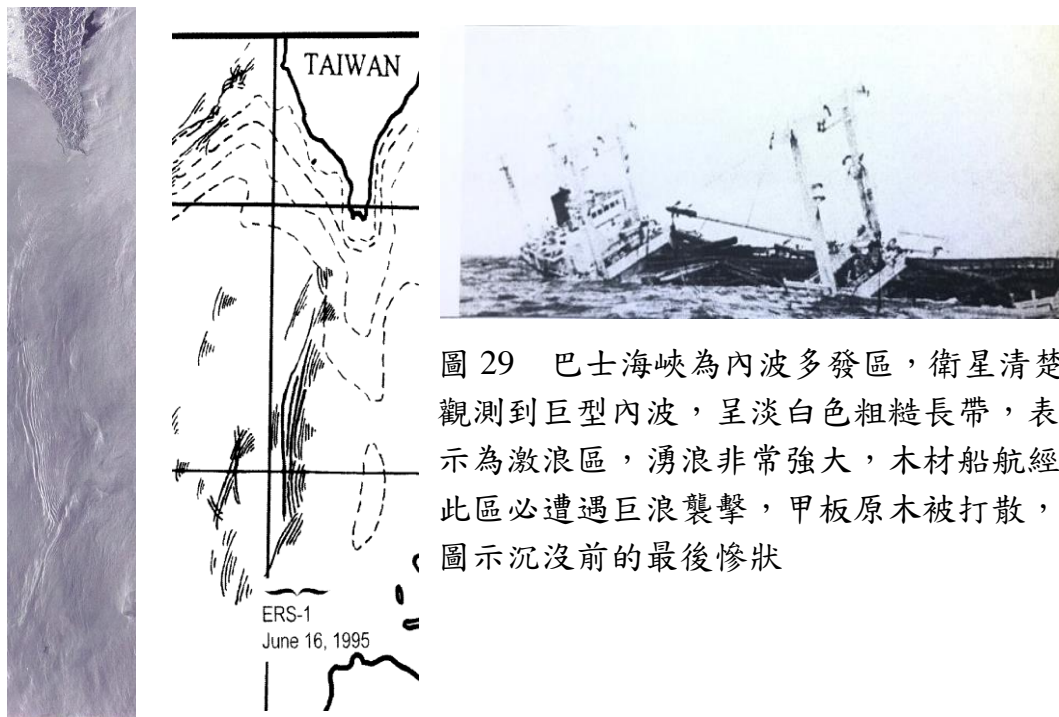 TAIWAN
ERS-1
June 16, 1995
圖 29 巴士海峽為內波多發區，衛星清楚
觀測到巨型內波，呈淡白色粗糙長帶，表
示為激浪區，湧浪非常強大，木材船航經
此區必遭遇巨浪襲擊，甲板原木被打散，
圖示沉沒前的最後慘狀